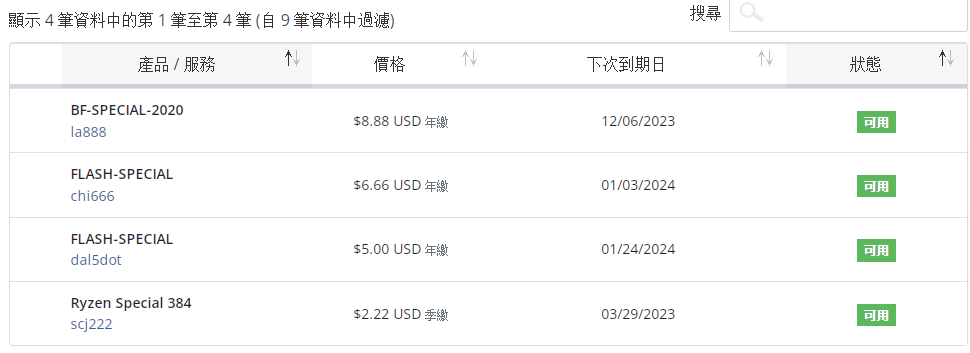 顯示 4 筆資料中的第 1 筆至第 4 筆 (自 9 筆資料中過濾) 搜尋
產品 / 服務 價格 下次到期日 狀態
BF-SPECIAL-2020
la888
$8.88 USD 年繳 12/06/2023 可用
FLASH-SPECIAL
chi666
$6.66 USD 年繳 01/03/2024 可用
FLASH-SPECIAL
dal5dot
$5.00 USD 年繳 01/24/2024 可用
Ryzen Special 384
scj222
$2.22 USD 季繳 03/29/2023 可用